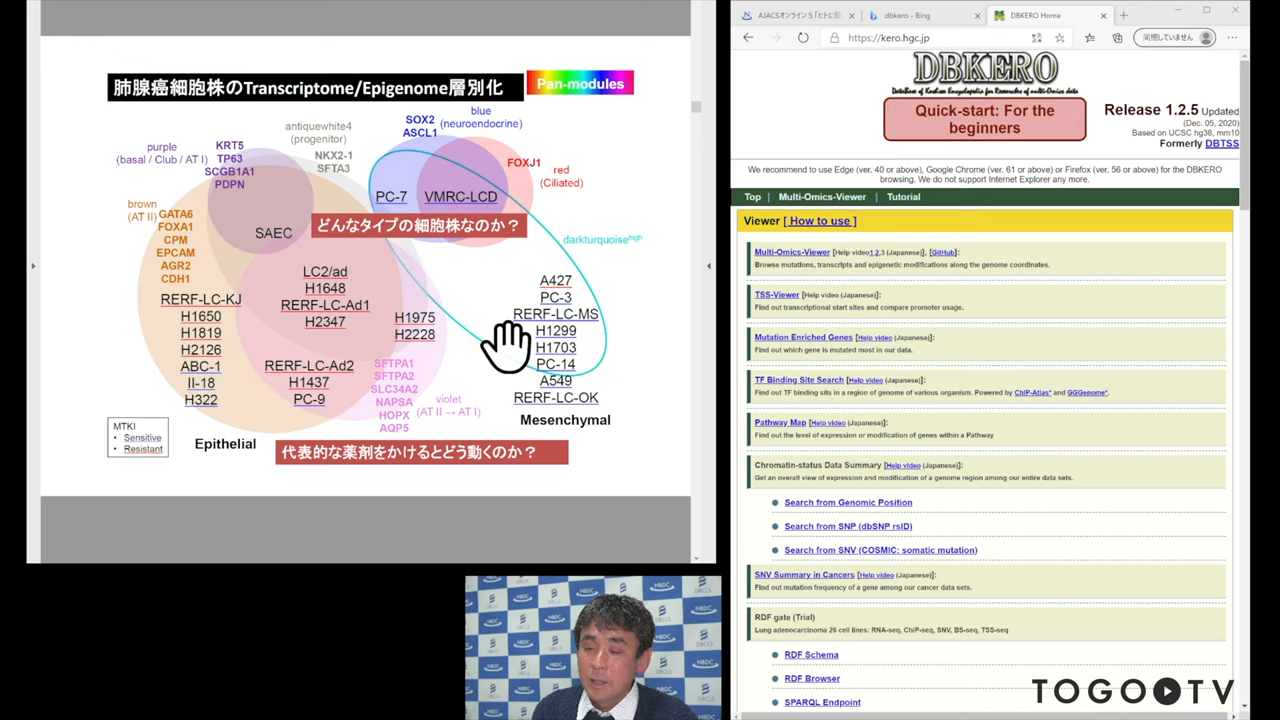 肺腺癌細胞株のTranscriptome/Epigenome層別化
Pan-modules
purple
(basal / Club / AT I)
KRT5
TP63
SCGB1A1
PDPN
antiquewhite4
(progenitor)
NKX2-1
SFTA3
SOX2
ASCL1
blue
(neuroendocrine)
FOXJ1
red
(Ciliated)
PC-7
VMRC-LCD
brown
(AT II)
GATA6
FOXA1
CPM
EPCAM
AGR2
CDH1
SAEC
どんなタイプの細胞株なのか？
darkturquoisehigh
LC2/ad
H1648
RERF-LC-Ad1
H2347
RERF-LC-KJ
H1650
H1819
H2126
ABC-1
II-18
H322
H1975
H2228
RERF-LC-Ad2
H1437
PC-9
SFTPA1
SFTPA2
SLC34A2
NAPSA
HOPX
AQP5
violet
(AT II → AT I)
A427
PC-3
RERF-LC-MS
H1299
H1703
PC-14
A549
RERF-LC-OK
Mesenchymal
MTKI
• Sensitive
• Resistant
Epithelial
代表的な薬剤をかけるとどう動くのか？
NBDC
DBCLS
AJACSオンライン５「ヒトに関
dbkero - Bing
DBKERO Home
https://kero.hgc.jp
同期していません
DBKERO
DataBase of Kashiwa Encyclopedia for Researches of multi-Omics Data
Quick-start: For the
beginners
Release 1.2.5 Updated
(Dec. 05, 2020)
Based on UCSC hg38, mm10
Formerly DBTSS
We recommend to use Edge (ver. 40 or above), Google Chrome (ver. 61 or above) or Firefox (ver. 56 or above) for the DBKERO
browsing. We do not support Internet Explorer any more.
Top | Multi-Omics-Viewer | Tutorial
Viewer [ How to use ]
Multi-Omics-Viewer [Help video1,2,3 (Japanese)], [GitHub]:
Browse mutations, transcripts and epigenetic modifications along the genome coordinates.
TSS-Viewer [Help video (Japanese)]:
Find out transcriptional start sites and compare promoter usage.
Mutation Enriched Genes [Help video (Japanese)]:
Find out which gene is mutated most in our data.
TF Binding Site Search [Help video (Japanese)]:
Find out TF binding sits in a region of genome of various organism. Powered by ChIP-Atlas* and GGGenome*.
Pathway Map [Help video (Japanese)]:
Find out the level of expression or modification of genes within a Pathway
Chromatin-status Data Summary [Help video (Japanese)]:
Get an overall view of expression and modification of a genome region among our entire data sets.
Search from Genomic Position
Search from SNP (dbSNP rsID)
Search from SNV (COSMIC: somatic mutation)
SNV Summary in Cancers [Help video (Japanese)]:
Find out mutation frequency of a gene among our cancer data sets.
RDF gate (Trial)
Lung adenocarcinoma 26 cell lines: RNA-seq, ChIP-seq, SNV, BS-seq, TSS-seq
RDF Schema
RDF Browser
SPARQL Endpoint
TOGO TV